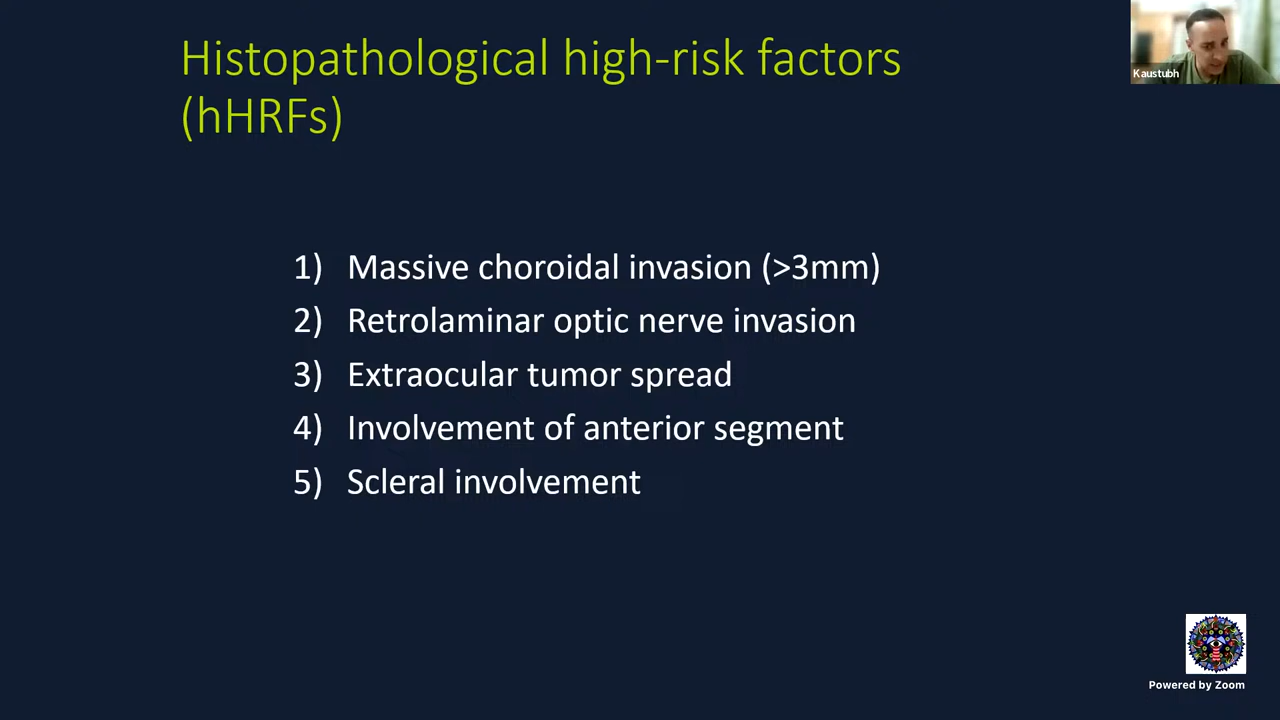 Histopathological high-risk factors
(hHRFs)
Kaustubh
1) Massive choroidal invasion (>3mm)
2) Retrolaminar optic nerve invasion
3) Extraocular tumor spread
4) Involvement of anterior segment
5) Scleral involvement
Powered by Zoom